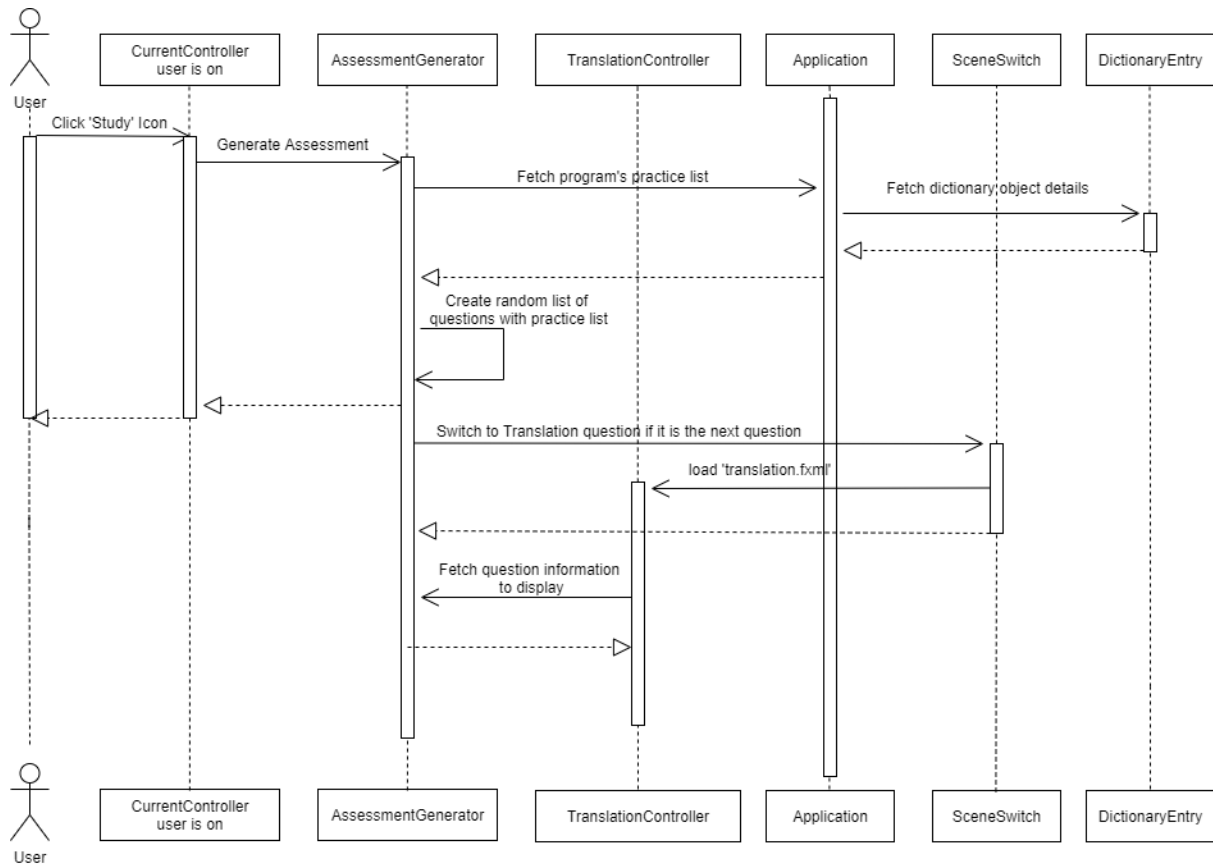 User
CurrentController
user is on
AssessmentGenerator
TranslationController
Application
SceneSwitch
DictionaryEntry
Click 'Study' Icon
Generate Assessment
Fetch program's practice list
Fetch dictionary object details
Create random list of
questions with practice list
Switch to Translation question if it is the next question
load 'translation.fxml'
Fetch question information
to display
CurrentController
user is on
AssessmentGenerator
TranslationController
Application
SceneSwitch
DictionaryEntry
User